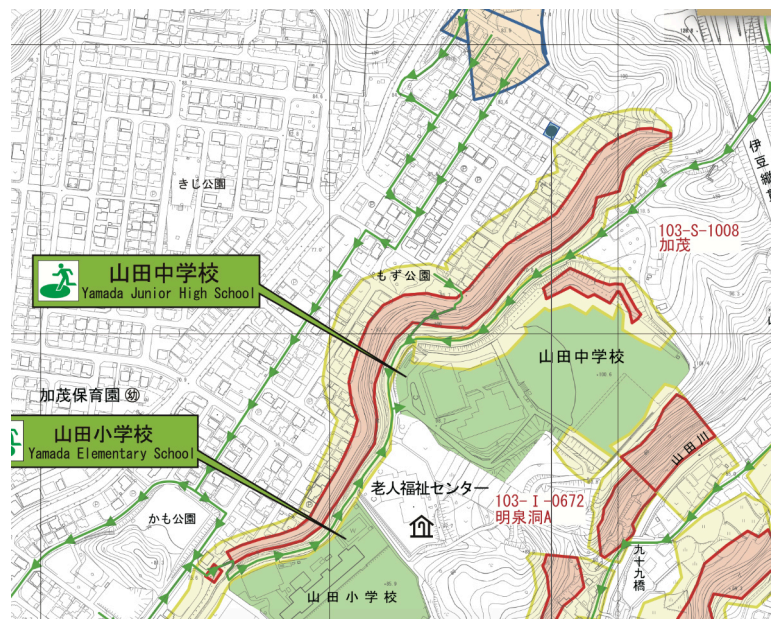 きじ公園
伊豆縦
103-S-1008
加茂
山田中学校
Yamada Junior High School
もず公園
山田中学校
加茂保育園 幼
山田小学校
Yamada Elementary School
山田川
老人福祉センター
103-Ⅰ-0672
明泉洞A
かも公園
九十九橋
山田小学校